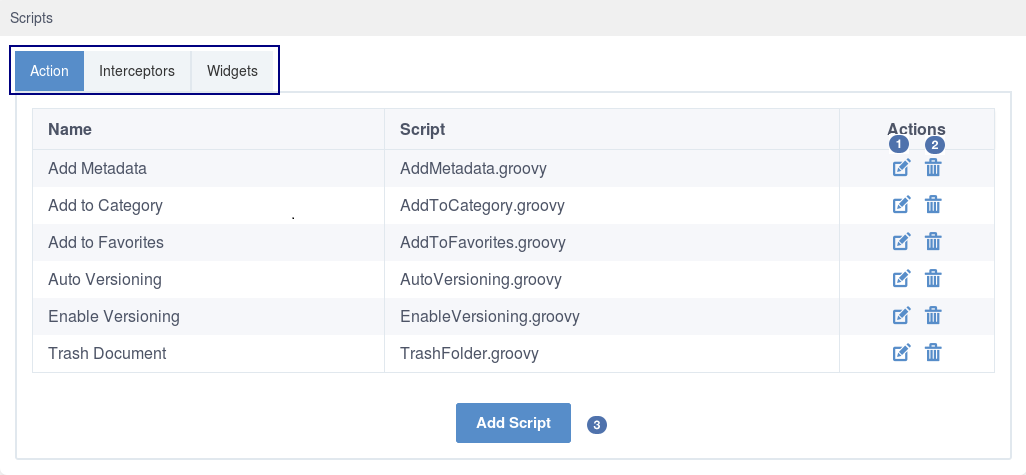 Scripts
Action Interceptors Widgets
Name Script Actions
1 2
Add Metadata AddMetadata.groovy
Add to Category AddToCategory.groovy
Add to Favorites AddToFavorites.groovy
Auto Versioning AutoVersioning.groovy
Enable Versioning EnableVersioning.groovy
Trash Document TrashFolder.groovy
Add Script 3